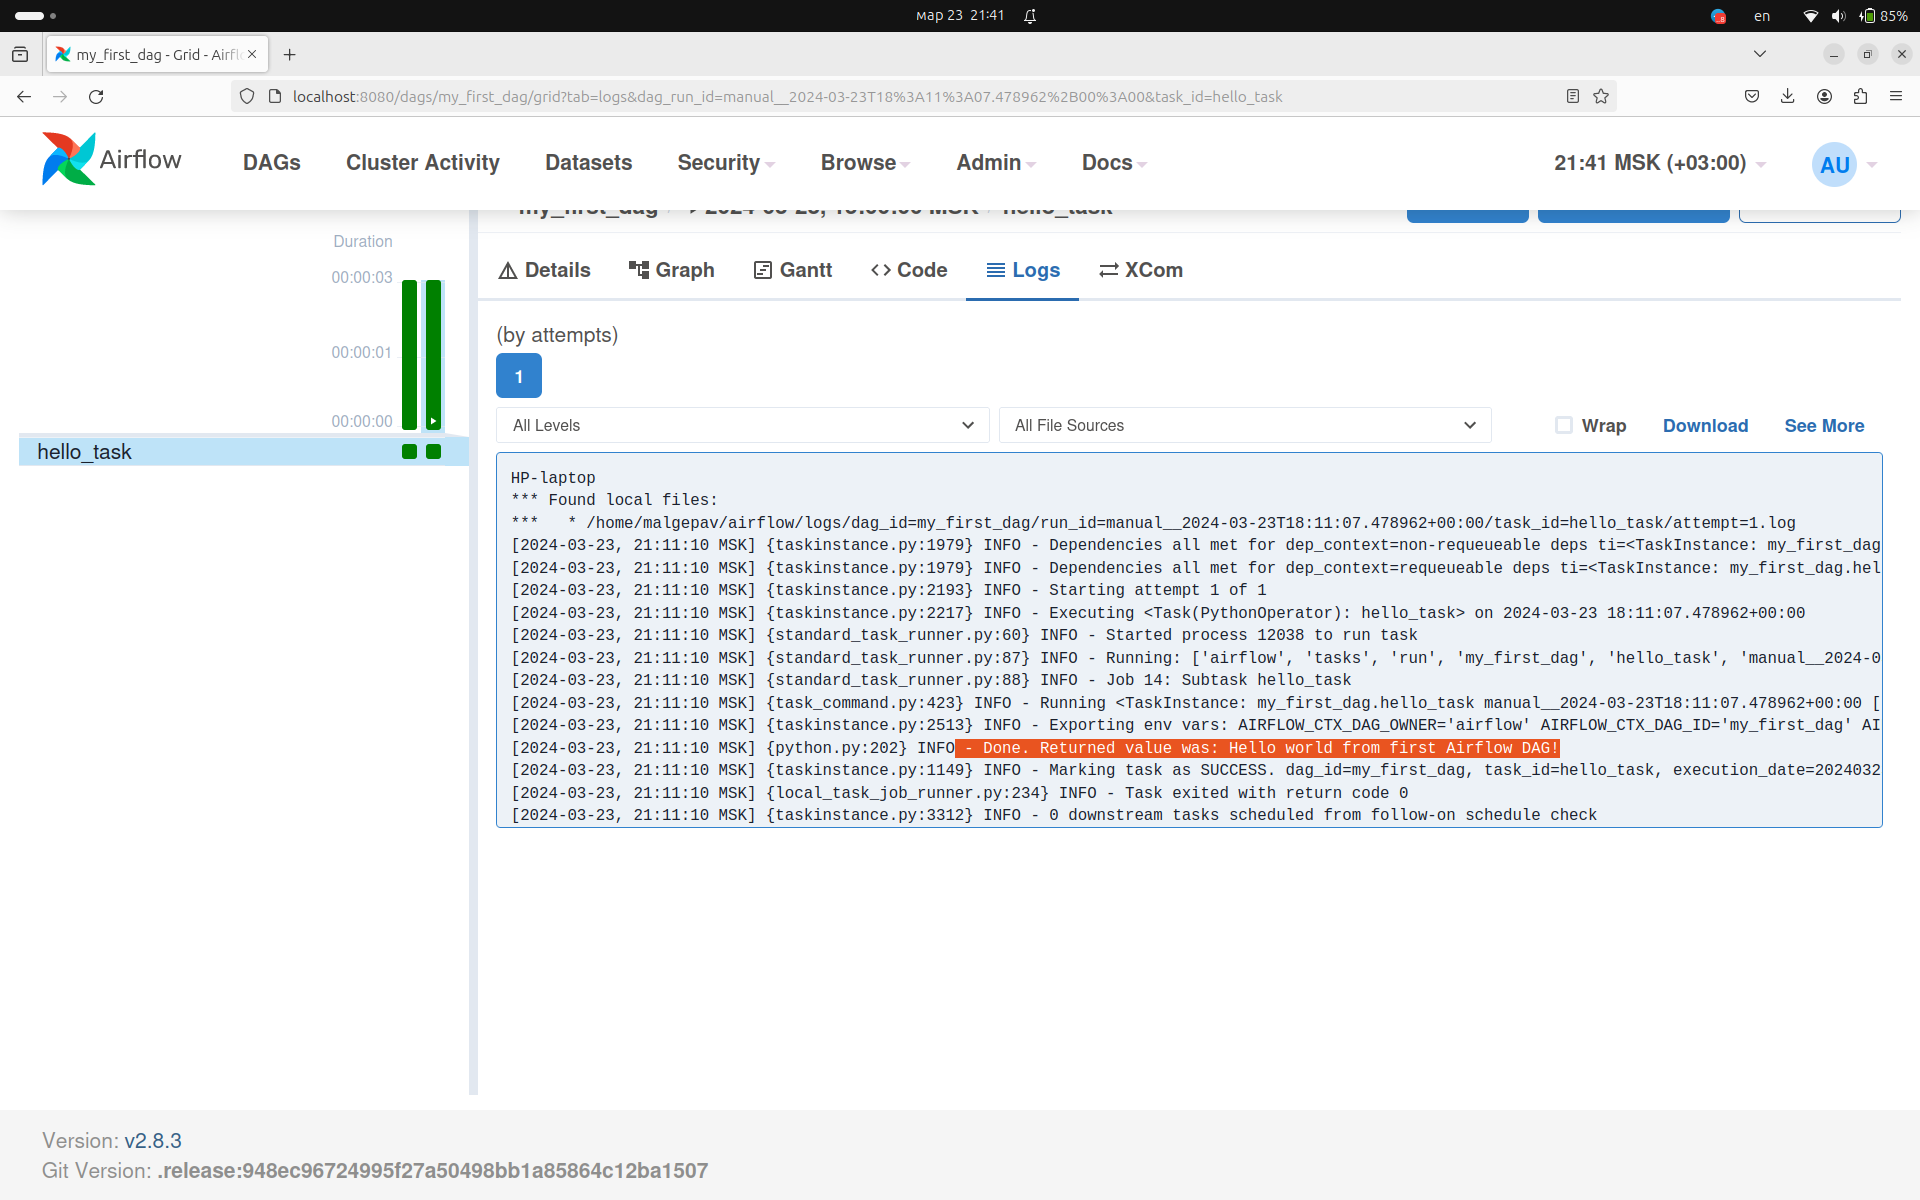 мар 23 21:41
en
85%
my_first_dag - Grid - Airfl
localhost:8080/dags/my_first_dag/grid?tab=logs&dag_run_id=manual__2024-03-23T18%3A11%3A07.478962%2B00%3A00&task_id=hello_task
Airflow
DAGs
Cluster Activity
Datasets
Security
Browse
Admin
Docs
21:41 MSK (+03:00)
AU
my_first_dag
hello_task
Duration
00:00:03
00:00:01
00:00:00
hello_task
Details
Graph
Gantt
Code
Logs
XCom
(by attempts)
1
All Levels
All File Sources
Wrap
Download
See More
HP-laptop
*** Found local files:
***   * /home/malgepav/airflow/logs/dag_id=my_first_dag/run_id=manual__2024-03-23T18:11:07.478962+00:00/task_id=hello_task/attempt=1.log
[2024-03-23, 21:11:10 MSK] {taskinstance.py:1979} INFO - Dependencies all met for dep_context=non-requeueable deps ti=<TaskInstance: my_first_dag
[2024-03-23, 21:11:10 MSK] {taskinstance.py:1979} INFO - Dependencies all met for dep_context=requeueable deps ti=<TaskInstance: my_first_dag.hel
[2024-03-23, 21:11:10 MSK] {taskinstance.py:2193} INFO - Starting attempt 1 of 1
[2024-03-23, 21:11:10 MSK] {taskinstance.py:2217} INFO - Executing <Task(PythonOperator): hello_task> on 2024-03-23 18:11:07.478962+00:00
[2024-03-23, 21:11:10 MSK] {standard_task_runner.py:60} INFO - Started process 12038 to run task
[2024-03-23, 21:11:10 MSK] {standard_task_runner.py:87} INFO - Running: ['airflow', 'tasks', 'run', 'my_first_dag', 'hello_task', 'manual__2024-0
[2024-03-23, 21:11:10 MSK] {standard_task_runner.py:88} INFO - Job 14: Subtask hello_task
[2024-03-23, 21:11:10 MSK] {task_command.py:423} INFO - Running <TaskInstance: my_first_dag.hello_task manual__2024-03-23T18:11:07.478962+00:00 [
[2024-03-23, 21:11:10 MSK] {taskinstance.py:2513} INFO - Exporting env vars: AIRFLOW_CTX_DAG_OWNER='airflow' AIRFLOW_CTX_DAG_ID='my_first_dag' AI
[2024-03-23, 21:11:10 MSK] {python.py:202} INFO - Done. Returned value was: Hello world from first Airflow DAG!
[2024-03-23, 21:11:10 MSK] {taskinstance.py:1149} INFO - Marking task as SUCCESS. dag_id=my_first_dag, task_id=hello_task, execution_date=2024032
[2024-03-23, 21:11:10 MSK] {local_task_job_runner.py:234} INFO - Task exited with return code 0
[2024-03-23, 21:11:10 MSK] {taskinstance.py:3312} INFO - 0 downstream tasks scheduled from follow-on schedule check
Version: v2.8.3
Git Version: .release:948ec96724995f27a50498bb1a85864c12ba1507